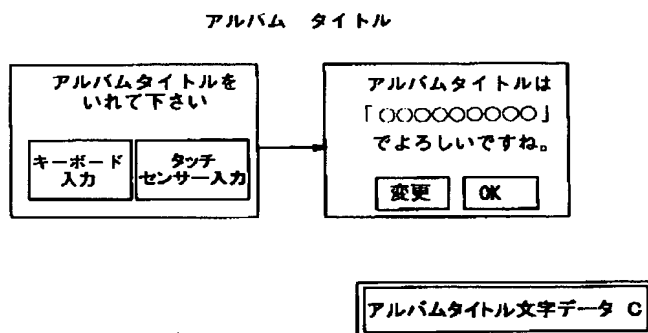 アルバム タイトル
アルバムタイトルを
いれて下さい
キーボード
入力
タッチ
センサー入力
アルバムタイトルは
「○○○○○○○○○」
でよろしいですね。
変更
OK
アルバムタイトル文字データ C